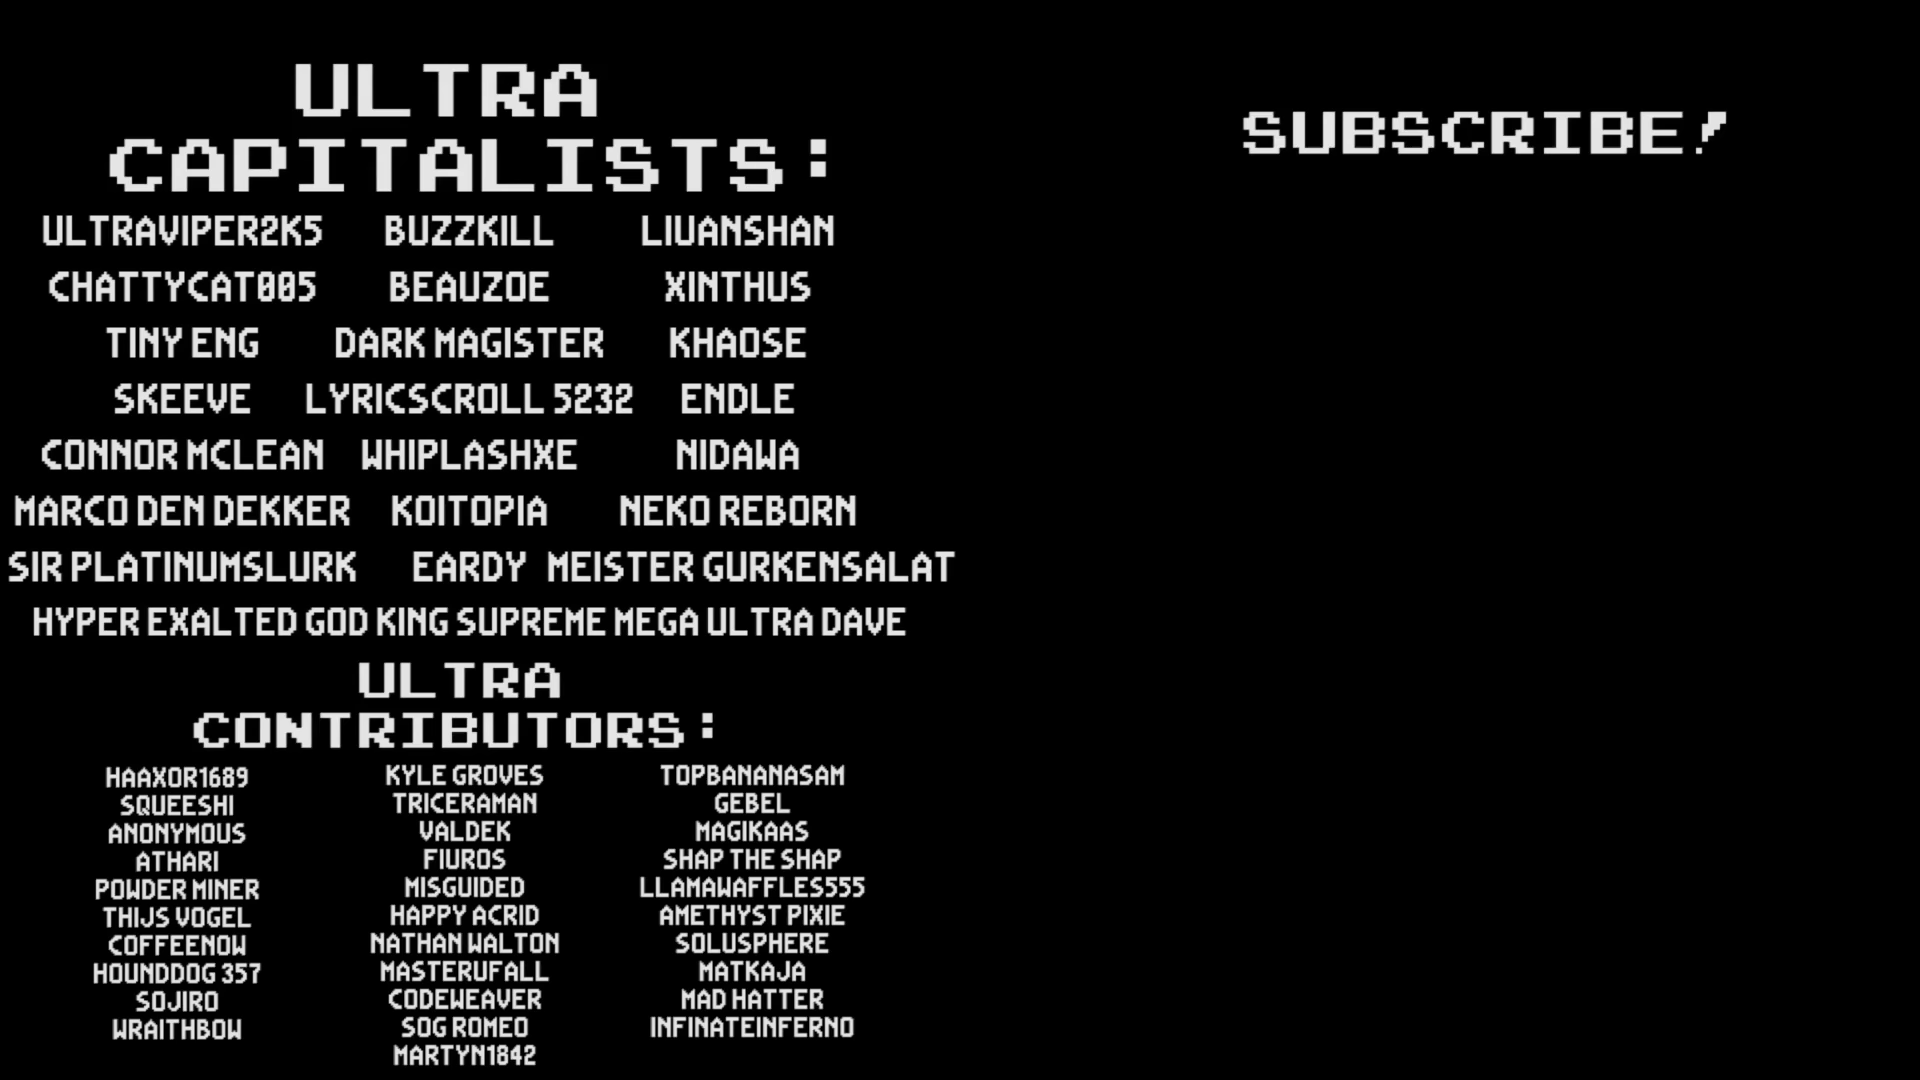 ULTRA
CAPITALISTS:
ULTRAVIPER2K5 BUZZKILL LIUANSHAN
CHATTYCAT005 BEAUZOE XINTHUS
TINY ENG DARK MAGISTER KHAOSE
SKEEVE LYRICSCROLL 5232 ENDLE
CONNOR MCLEAN WHIPLASHXE NIDAWA
MARCO DEN DEKKER KOITOPIA NEKO REBORN
SIR PLATINUMSLURK EARDY MEISTER GURKENSALAT
HYPER EXALTED GOD KING SUPREME MEGA ULTRA DAVE
ULTRA
CONTRIBUTORS:
HAAXOR1689 KYLE GROVES TOPBANANASAM
SQUEESHI TRICERAMAN GEBEL
ANONYMOUS VALDEK MAGIKAAS
ATHARI FIUROS SHAP THE SHAP
POWDER MINER MISGUIDED LLAMAWAFFLES555
THIJS VOGEL HAPPY ACRID AMETHYST PIXIE
COFFEENOW NATHAN WALTON SOLUSPHERE
HOUNDDOG 357 MASTERUFALL MATKAJA
SOJIRO CODEWEAVER MAD HATTER
WRAITHBOW SOG ROMEO INFINATEINFERNO
MARTYN1842
SUBSCRIBE!